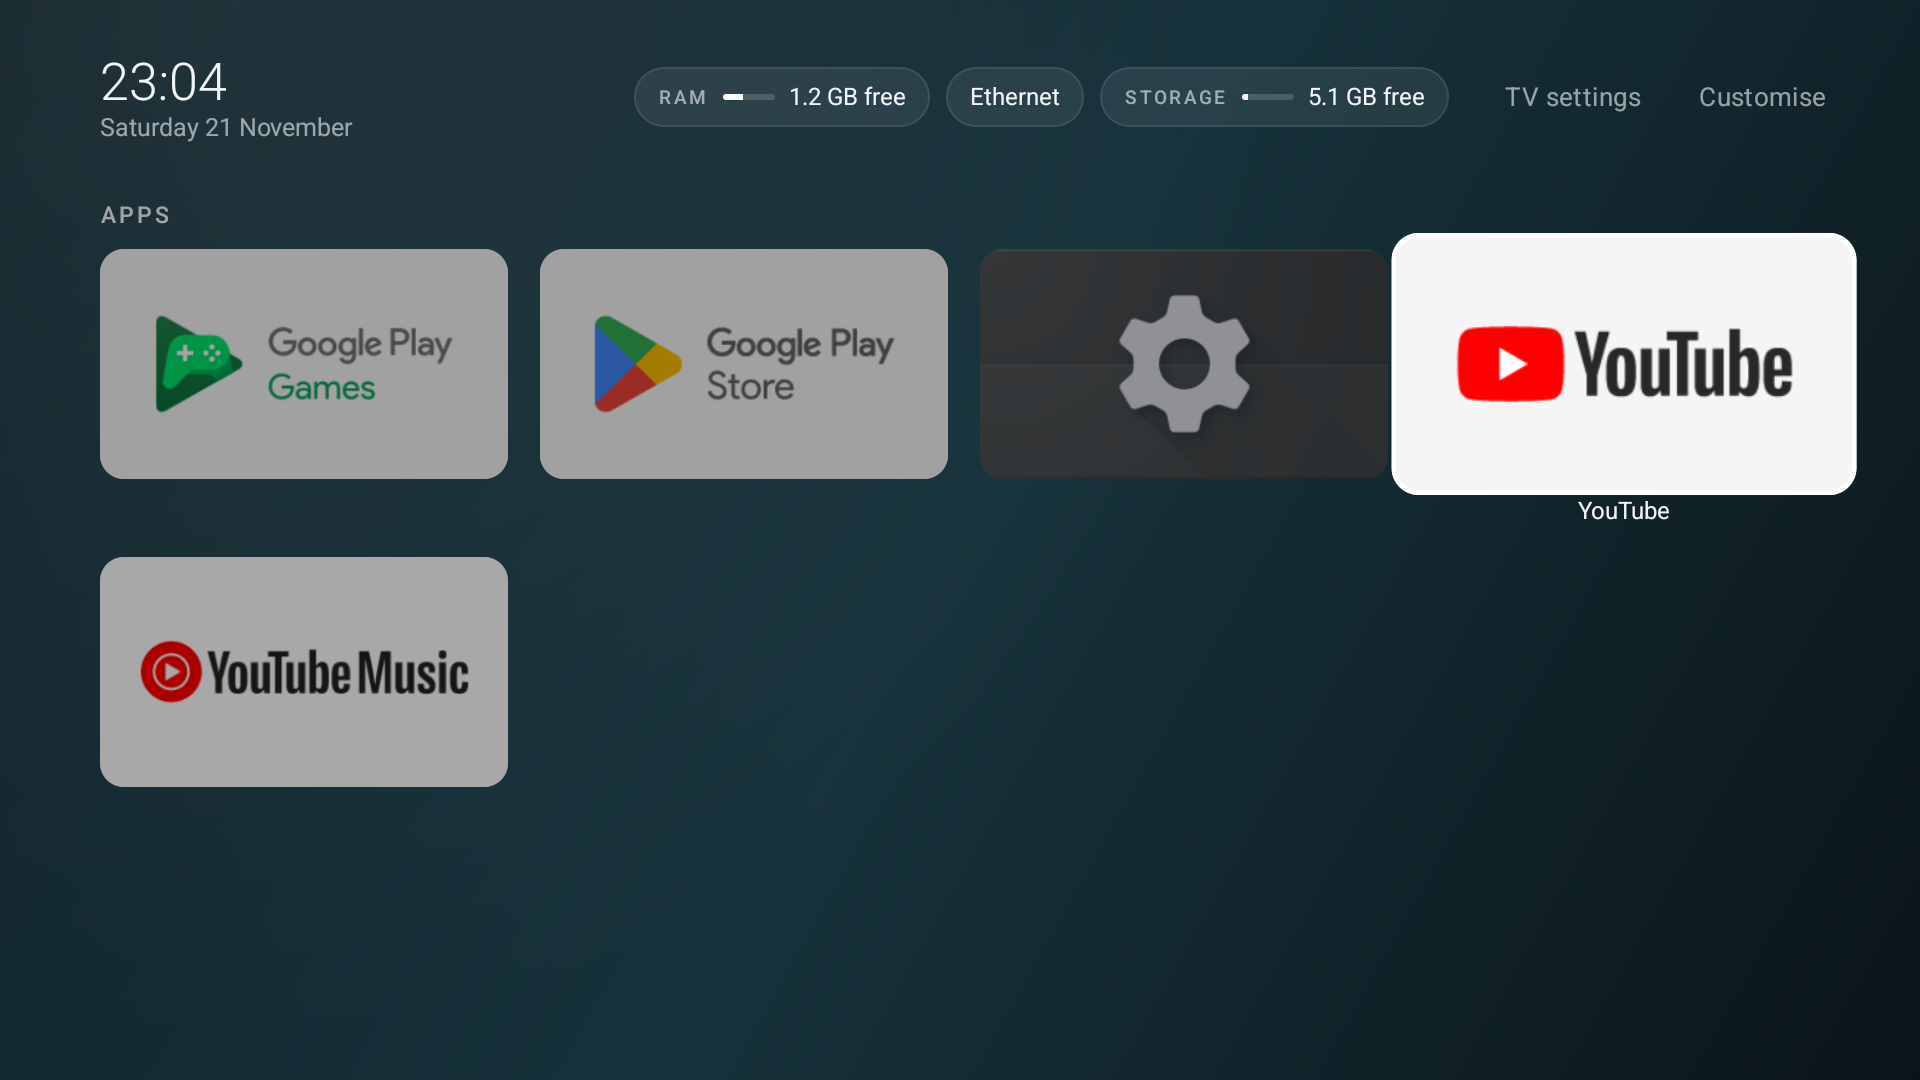 23:04
Saturday 21 November
RAM 1.2 GB free
Ethernet
STORAGE 5.1 GB free
TV settings
Customise
APPS
Google Play
Games
Google Play
Store
YouTube
YouTube
YouTube Music